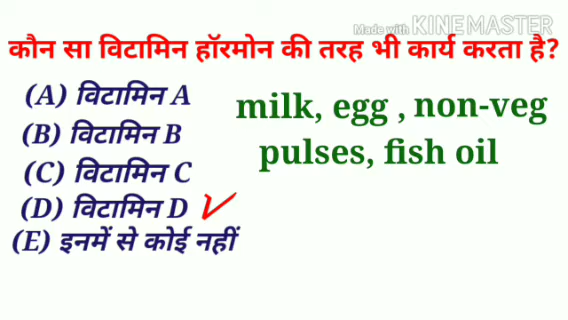 Made with KINEMASTER
कौन सा विटामिन हॉरमोन की तरह भी कार्य करता है?
(A) विटामिन A
(B) विटामिन B
(C) विटामिन C
(D) विटामिन D
(E) इनमें से कोई नहीं
milk, egg , non-veg
pulses, fish oil